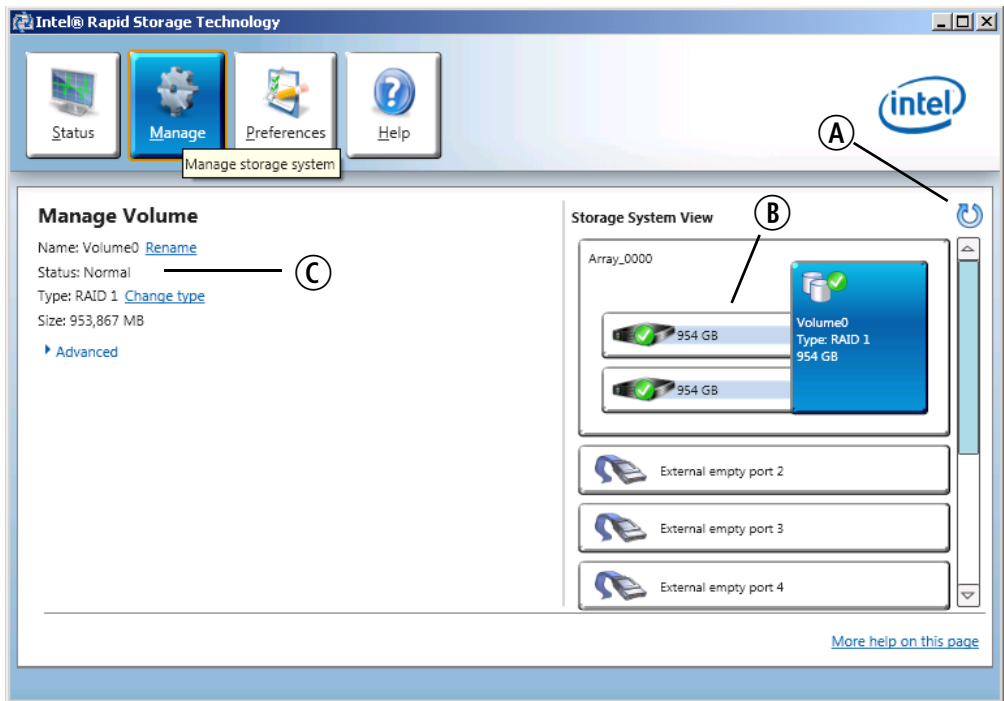 Intel® Rapid Storage Technology
Status
Manage
Preferences
Help
intel
Manage storage system
A
Manage Volume
Name: Volume0 Rename
Status: Normal
C
Type: RAID 1 Change type
Size: 953,867 MB
Advanced
Storage System View
B
Array_0000
954 GB
954 GB
Volume0
Type: RAID 1
954 GB
External empty port 2
External empty port 3
External empty port 4
More help on this page